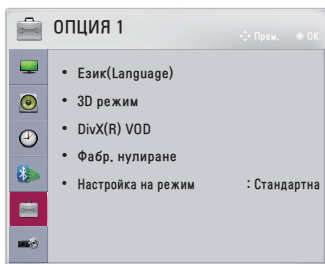 ОПЦИЯ 1
Прем. OK
• Език(Language)
• 3D режим
• DivX(R) VOD
• Фабр. нулиране
• Настройка на режим : Стандартна